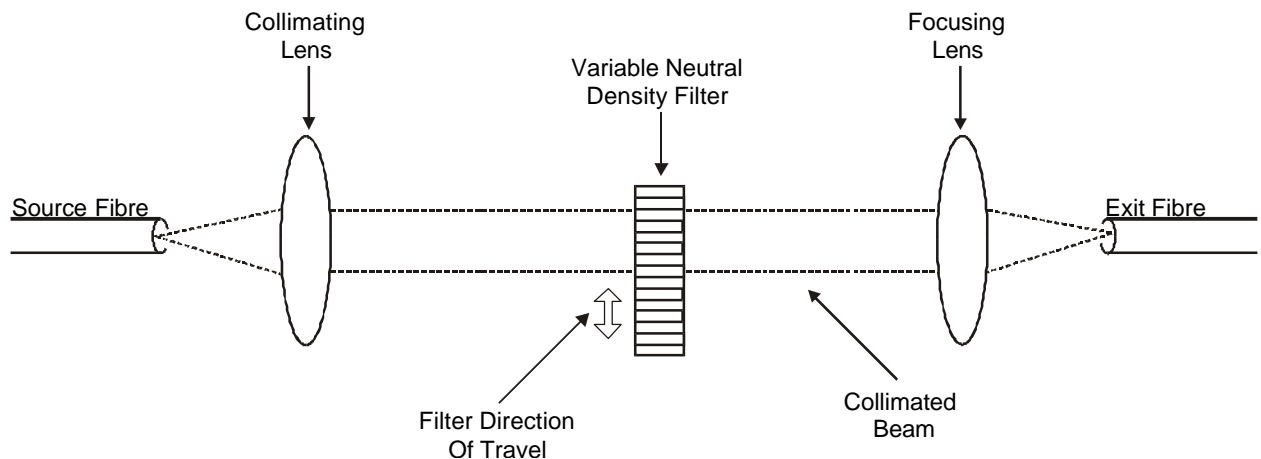 Collimating
Lens
Focusing
Lens
Variable Neutral
Density Filter
Source Fibre
Exit Fibre
Filter Direction
Of Travel
Collimated
Beam